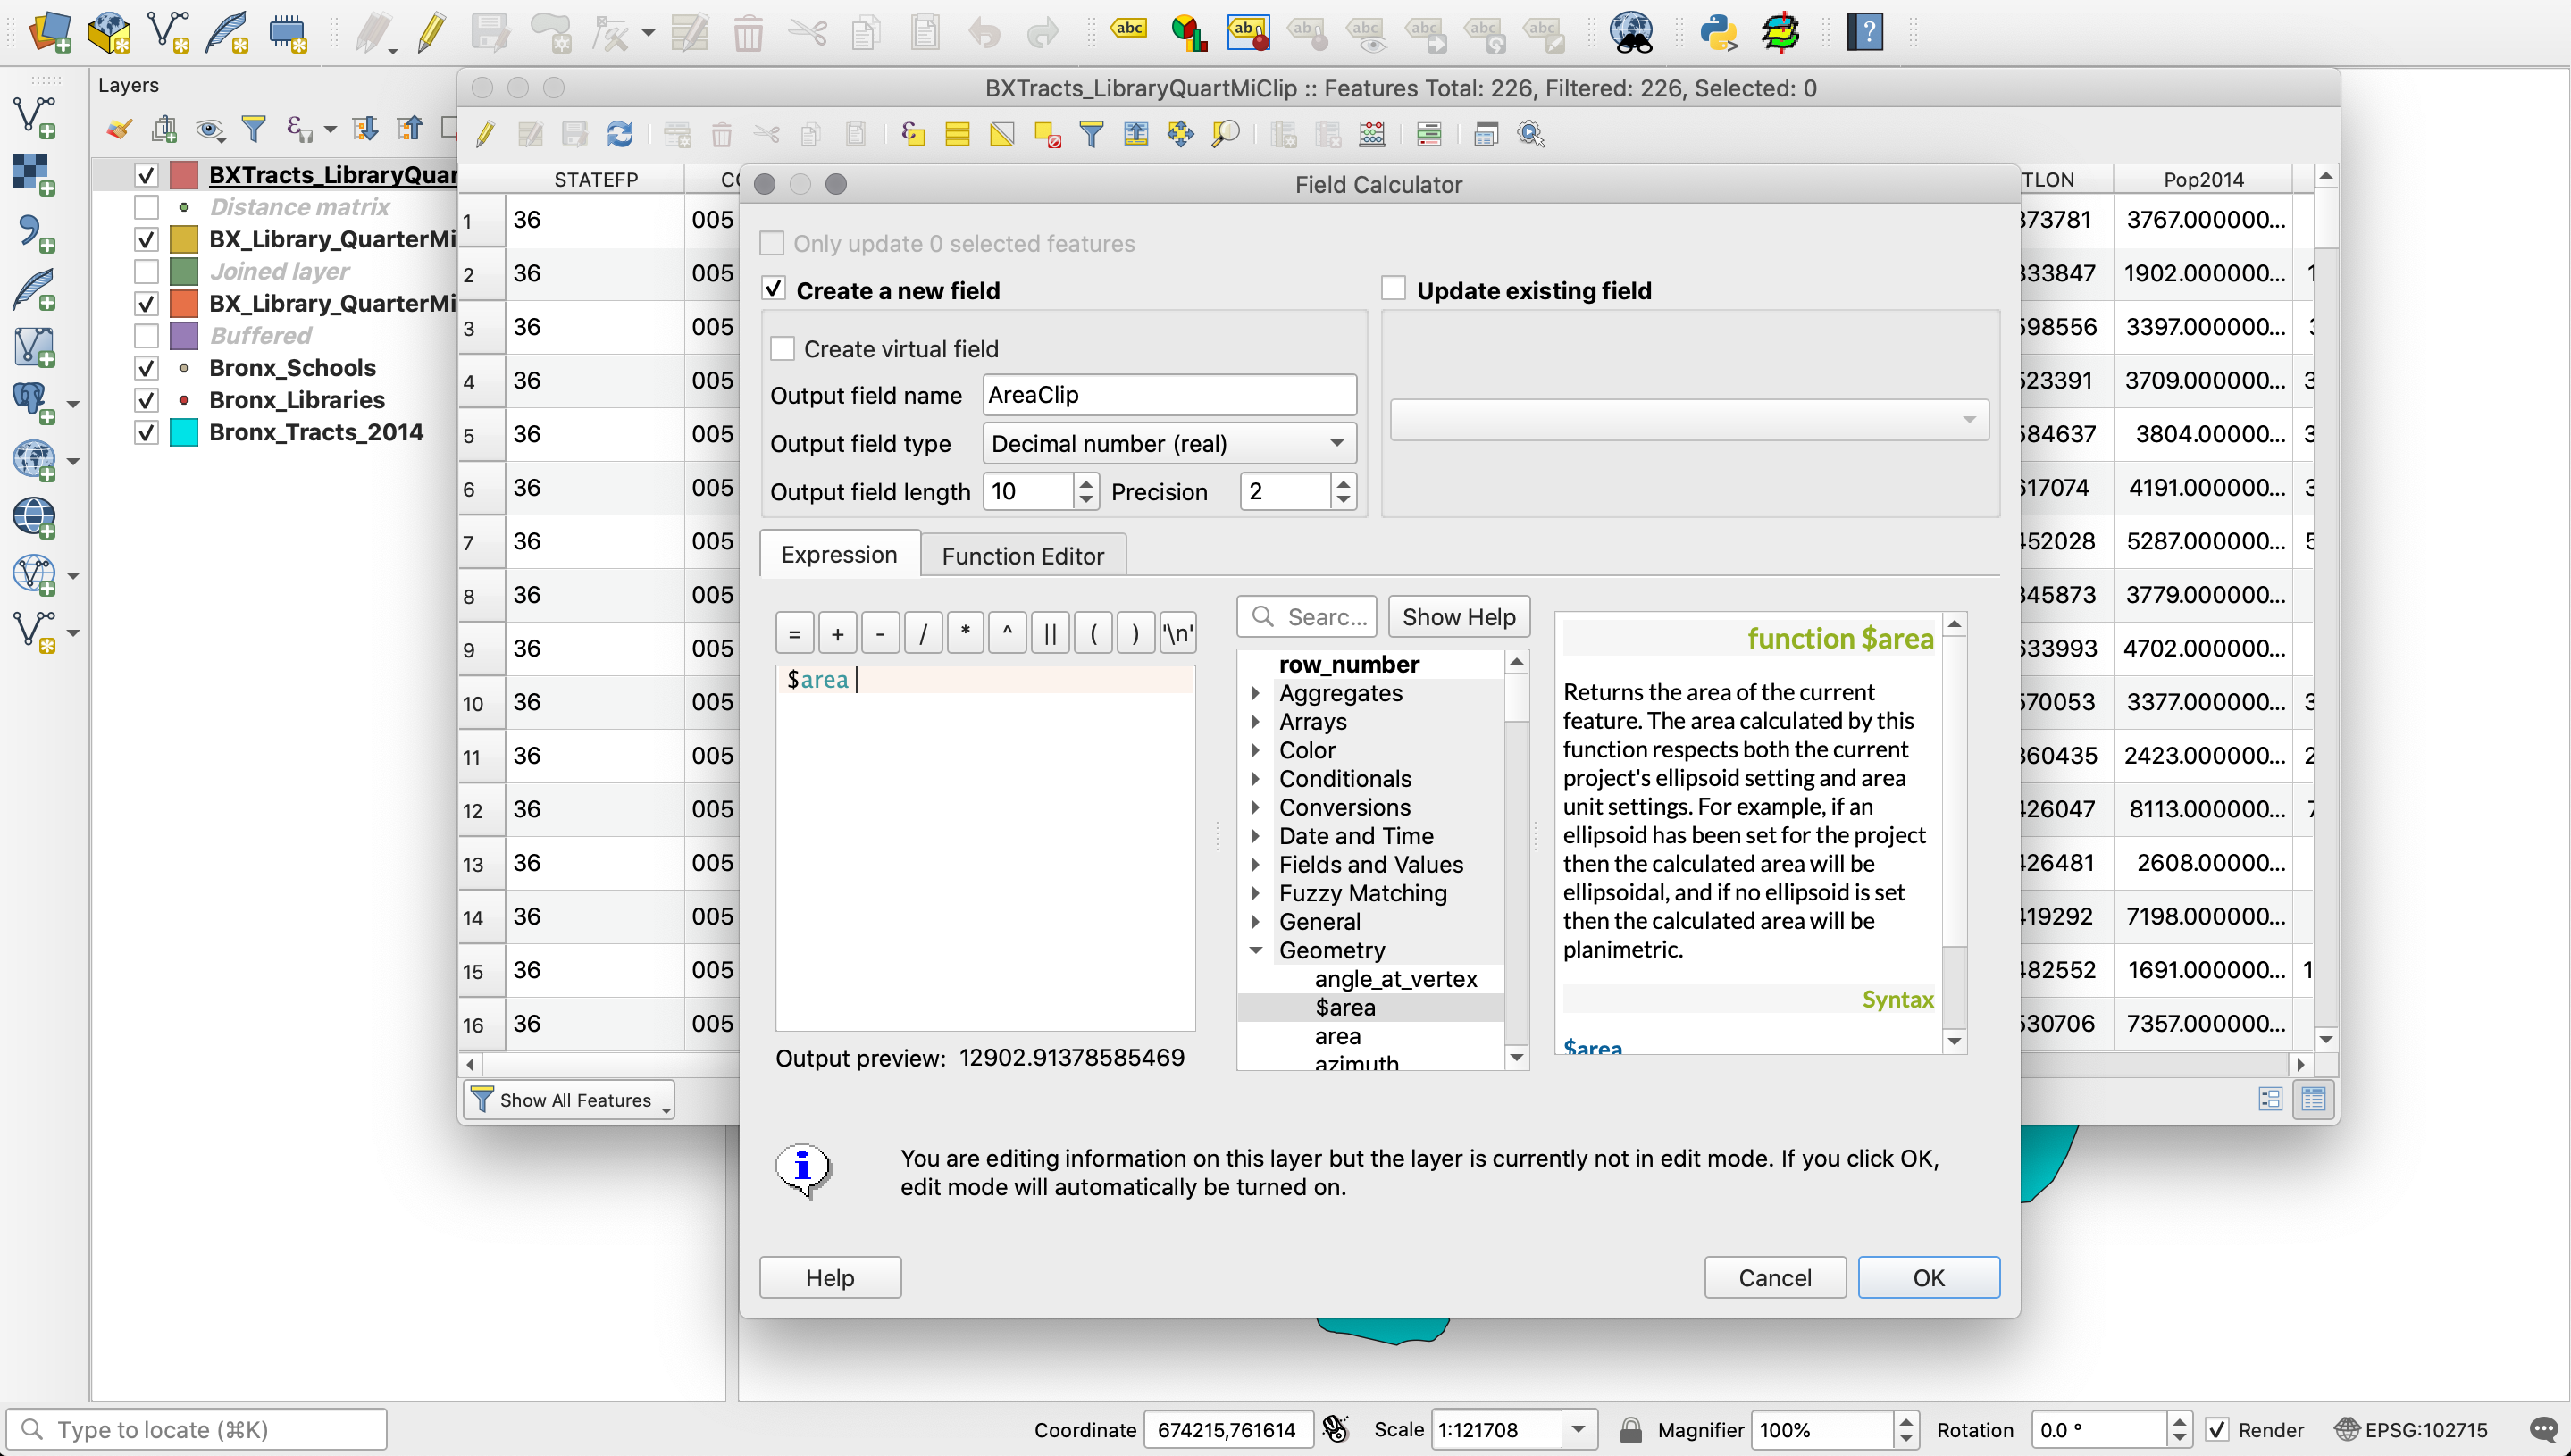 abc
Layers
BXTracts_LibraryQuartMiClip :: Features Total: 226, Filtered: 226, Selected: 0
BXTracts_LibraryQuar
Distance matrix
BX_Library_QuarterMi
Joined layer
BX_Library_QuarterMi
Buffered
Bronx_Schools
Bronx_Libraries
Bronx_Tracts_2014
STATEFP
TLON
Pop2014
1 36 005 373781 3767.000000...
2 36 005 333847 1902.000000... 1
3 36 005 598556 3397.000000...
4 36 005 523391 3709.000000... 3
5 36 005 584637 3804.00000... 3
6 36 005 617074 4191.000000... 3
7 36 005 452028 5287.000000... 5
8 36 005 345873 3779.000000...
9 36 005 633993 4702.000000...
10 36 005 570053 3377.000000... 3
11 36 005 360435 2423.000000... 2
12 36 005 426047 8113.000000... 7
13 36 005 426481 2608.00000...
14 36 005 419292 7198.000000...
15 36 005 482552 1691.000000... 1
16 36 005 530706 7357.000000...
Show All Features
Field Calculator
Only update 0 selected features
Create a new field
Update existing field
Create virtual field
Output field name AreaClip
Output field type Decimal number (real)
Output field length 10 Precision 2
Expression Function Editor
= + - / * ^ || ( ) '\n'
Searc... Show Help
$area
Output preview: 12902.91378585469
row_number
Aggregates
Arrays
Color
Conditionals
Conversions
Date and Time
Fields and Values
Fuzzy Matching
General
Geometry
angle_at_vertex
$area
area
azimuth
function $area
Returns the area of the current
feature. The area calculated by this
function respects both the current
project's ellipsoid setting and area
unit settings. For example, if an
ellipsoid has been set for the project
then the calculated area will be
ellipsoidal, and if no ellipsoid is set
then the calculated area will be
planimetric.
Syntax
$area
You are editing information on this layer but the layer is currently not in edit mode. If you click OK,
edit mode will automatically be turned on.
Help Cancel OK
Type to locate (⌘K)
Coordinate 674215,761614 Scale 1:121708 Magnifier 100% Rotation 0.0 ° Render EPSG:102715